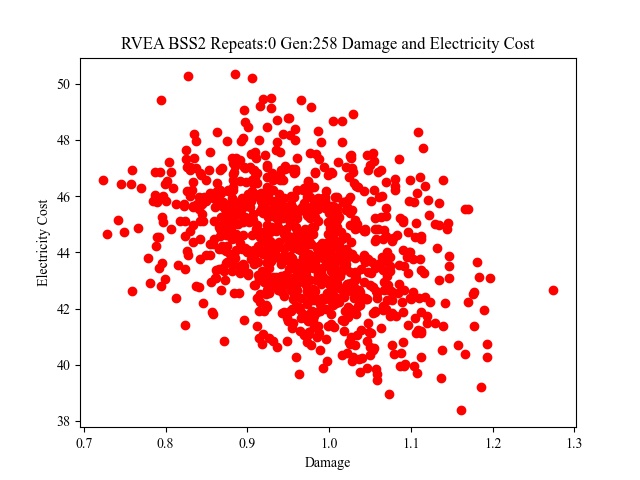 RVEA BSS2 Repeats:0 Gen:258 Damage and Electricity Cost
50
48
46
44
42
40
38
Electricity Cost
0.7 0.8 0.9 1.0 1.1 1.2 1.3
Damage